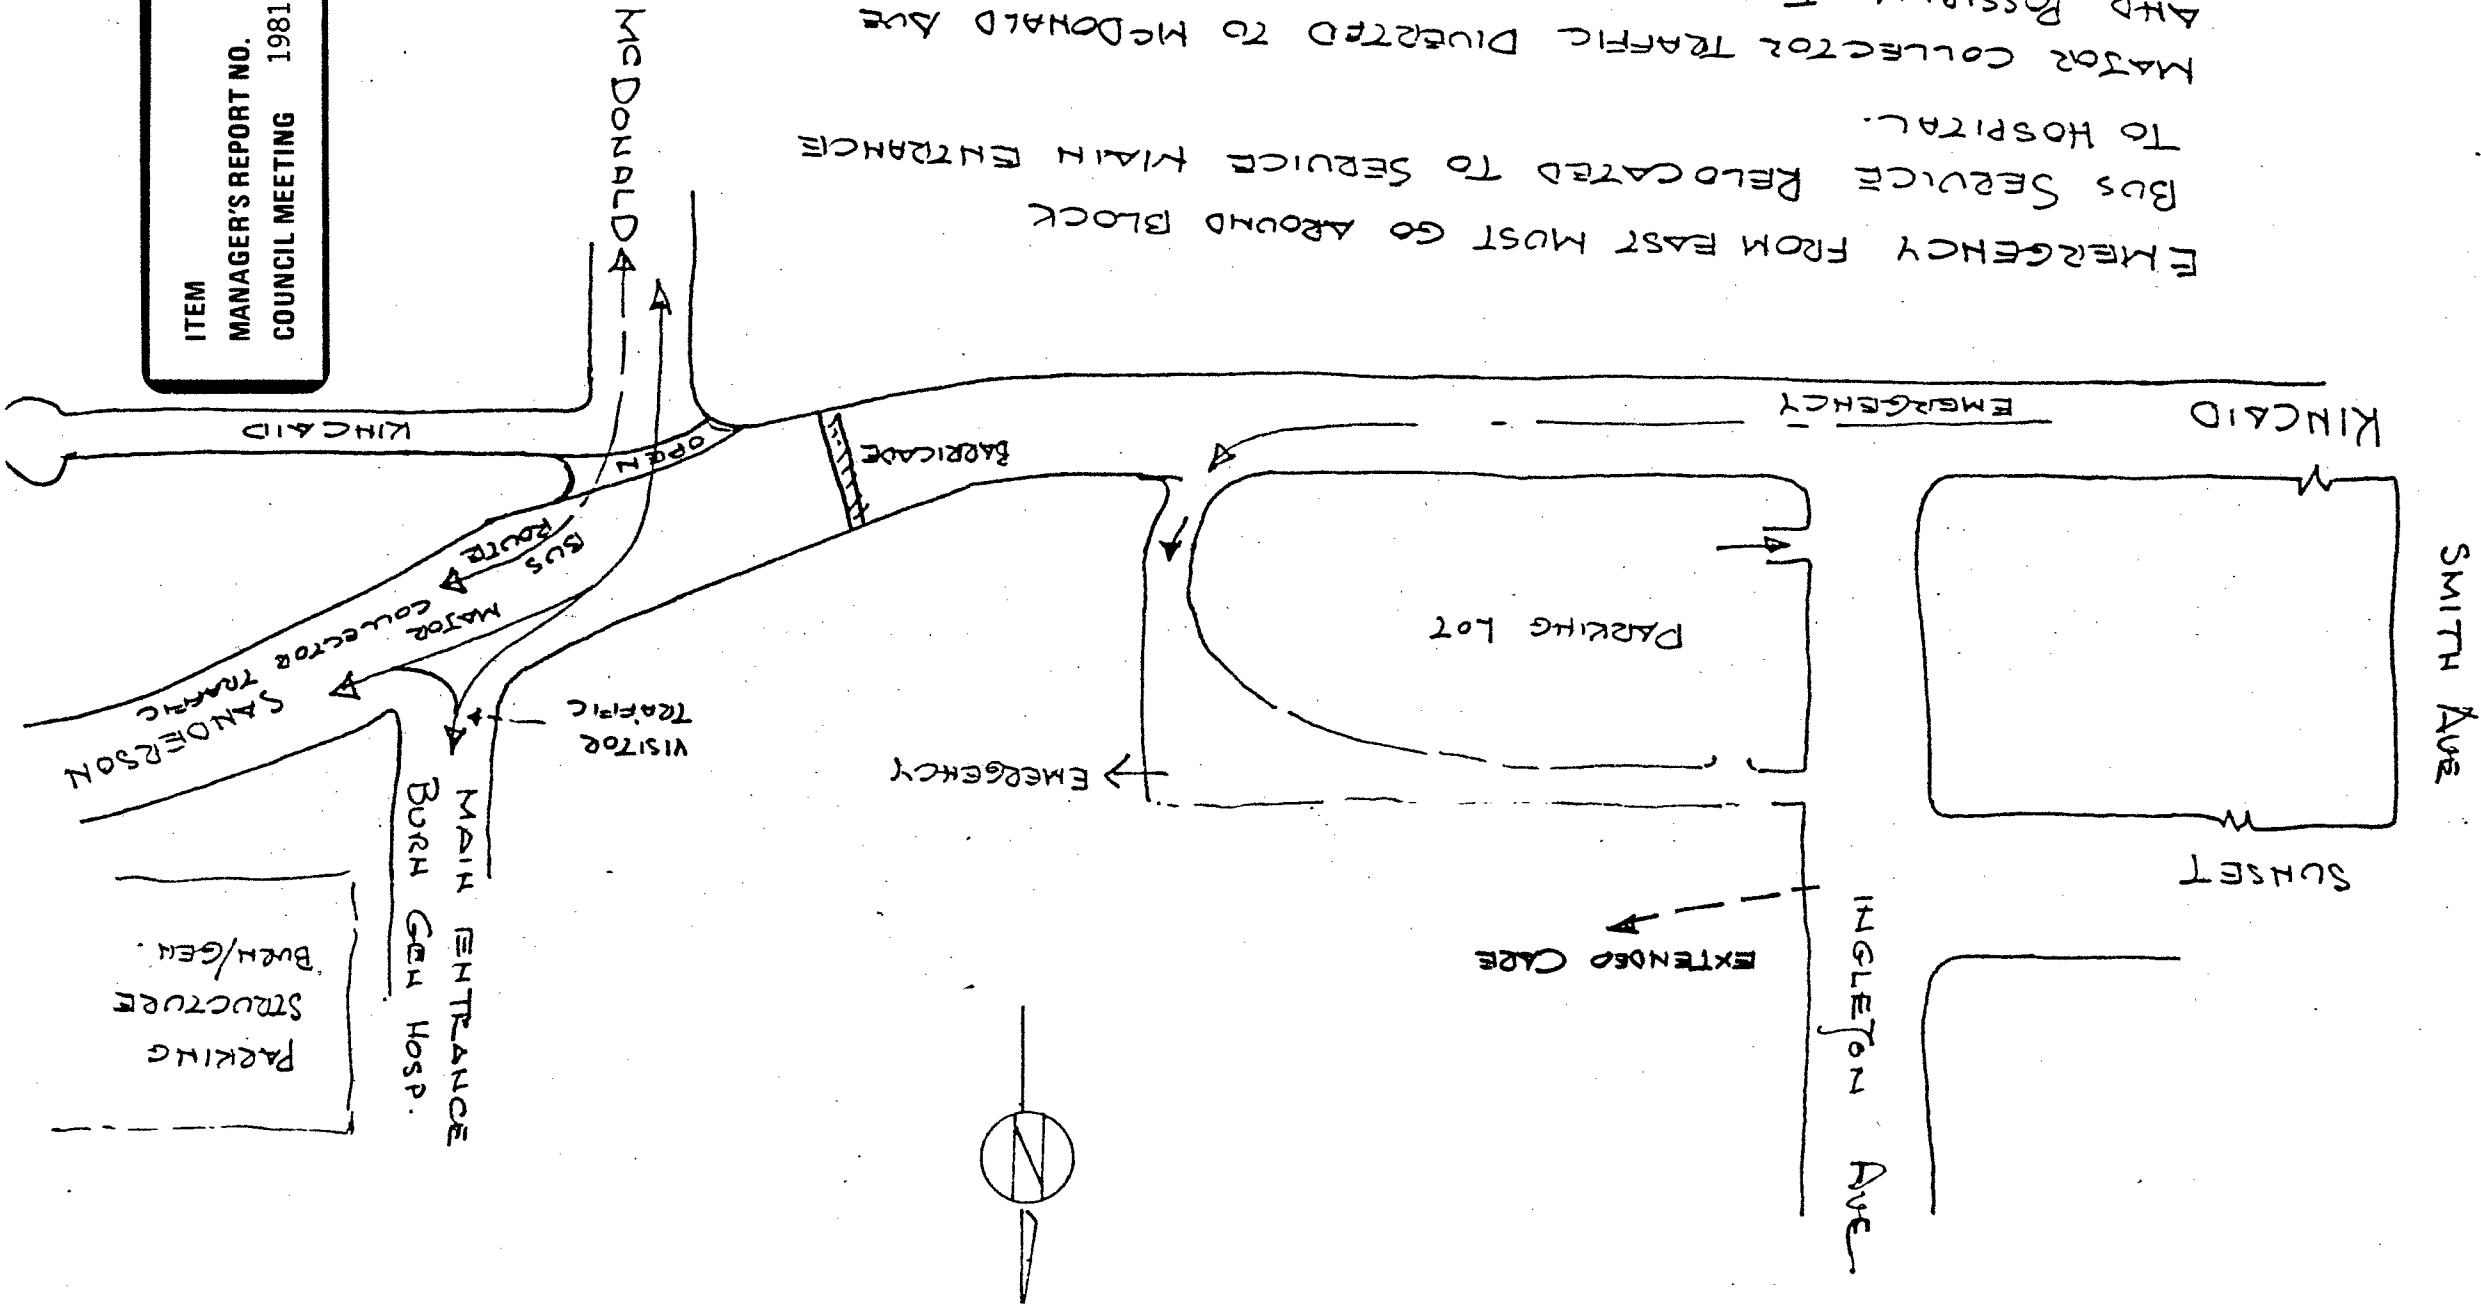 PARKING
STRUCTURE
BURN/GEN.
MAIN ENTRANCE
BURN GEN HOSP.
INGLETON AVE
N
EXTENDED CARE
SUNSET
SMITH AVE
EMERGENCY
VISITOR
TRAFFIC
SANDERSON
MAJOR
COLLECTOR TRAFFIC
BUS
ROUTE
PARKING LOT
KINCAID
EMERGENCY
BARRICADE
OPEN
KINCAID
MCDONALD
EMERGENCY FROM EAST MUST GO AROUND BLOCK
BUS SERVICE RELOCATED TO SERVICE MAIN ENTRANCE
TO HOSPITAL.
MAJOR COLLECTOR TRAFFIC DIVERTED TO MCDONALD AVE
AND
ITEM
MANAGER'S REPORT NO.
COUNCIL MEETING 1981